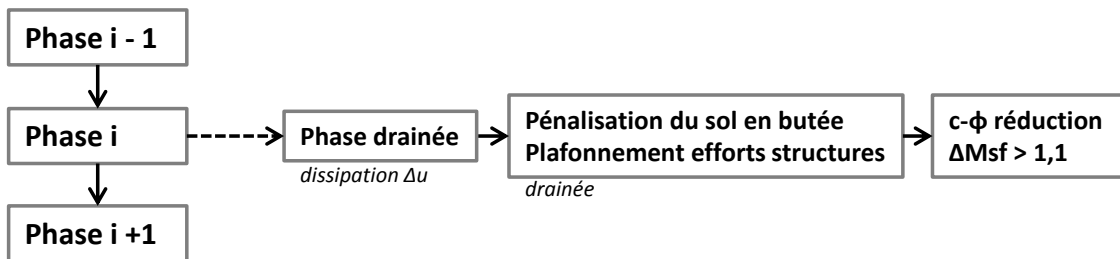 Phase i - 1
Phase i
Phase i +1
Phase drainée
dissipation Δu
Pénalisation du sol en butée
Plafonnement efforts structures
drainée
c-ϕ réduction
ΔMsf > 1,1